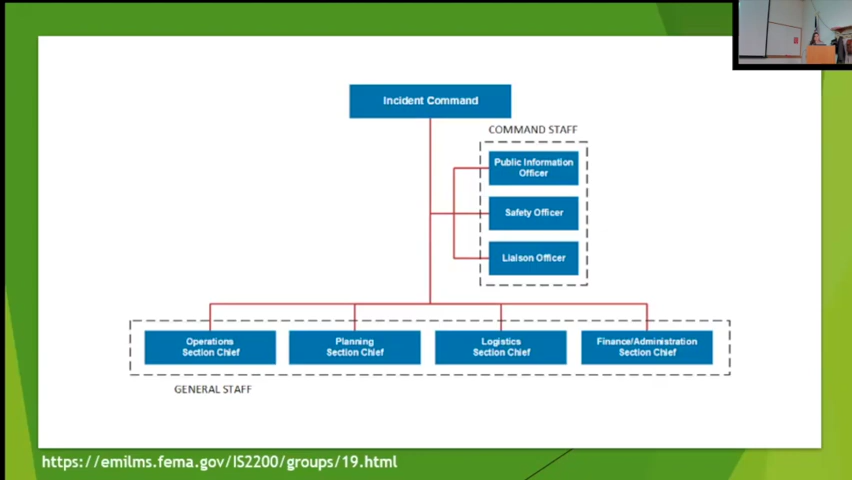 Incident Command
COMMAND STAFF
Public Information
Officer
Safety Officer
Liaison Officer
Operations
Section Chief
Planning
Section Chief
Logistics
Section Chief
Finance/Administration
Section Chief
GENERAL STAFF
https://emilms.fema.gov/IS2200/groups/19.html